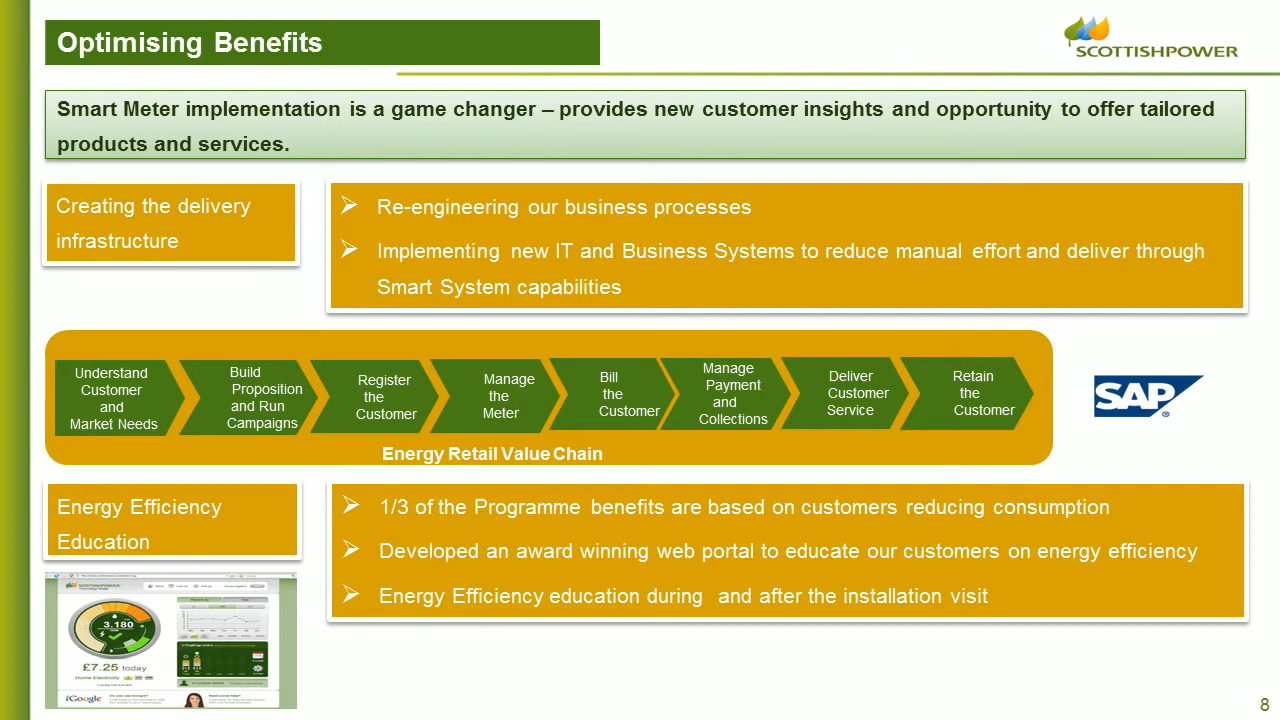 Optimising Benefits
SCOTTISHPOWER
Smart Meter implementation is a game changer – provides new customer insights and opportunity to offer tailored
products and services.
Creating the delivery
infrastructure
Re-engineering our business processes
Implementing new IT and Business Systems to reduce manual effort and deliver through
Smart System capabilities
Understand
Customer
and
Market Needs
Build
Proposition
and Run
Campaigns
Register
the
Customer
Manage
the
Meter
Bill
the
Customer
Manage
Payment
and
Collections
Deliver
Customer
Service
Retain
the
Customer
SAP
Energy Retail Value Chain
Energy Efficiency
Education
1/3 of the Programme benefits are based on customers reducing consumption
Developed an award winning web portal to educate our customers on energy efficiency
Energy Efficiency education during and after the installation visit
SCOTTISHPOWER
3.180
£7.25 today
Home Electricity
iGoogle
8